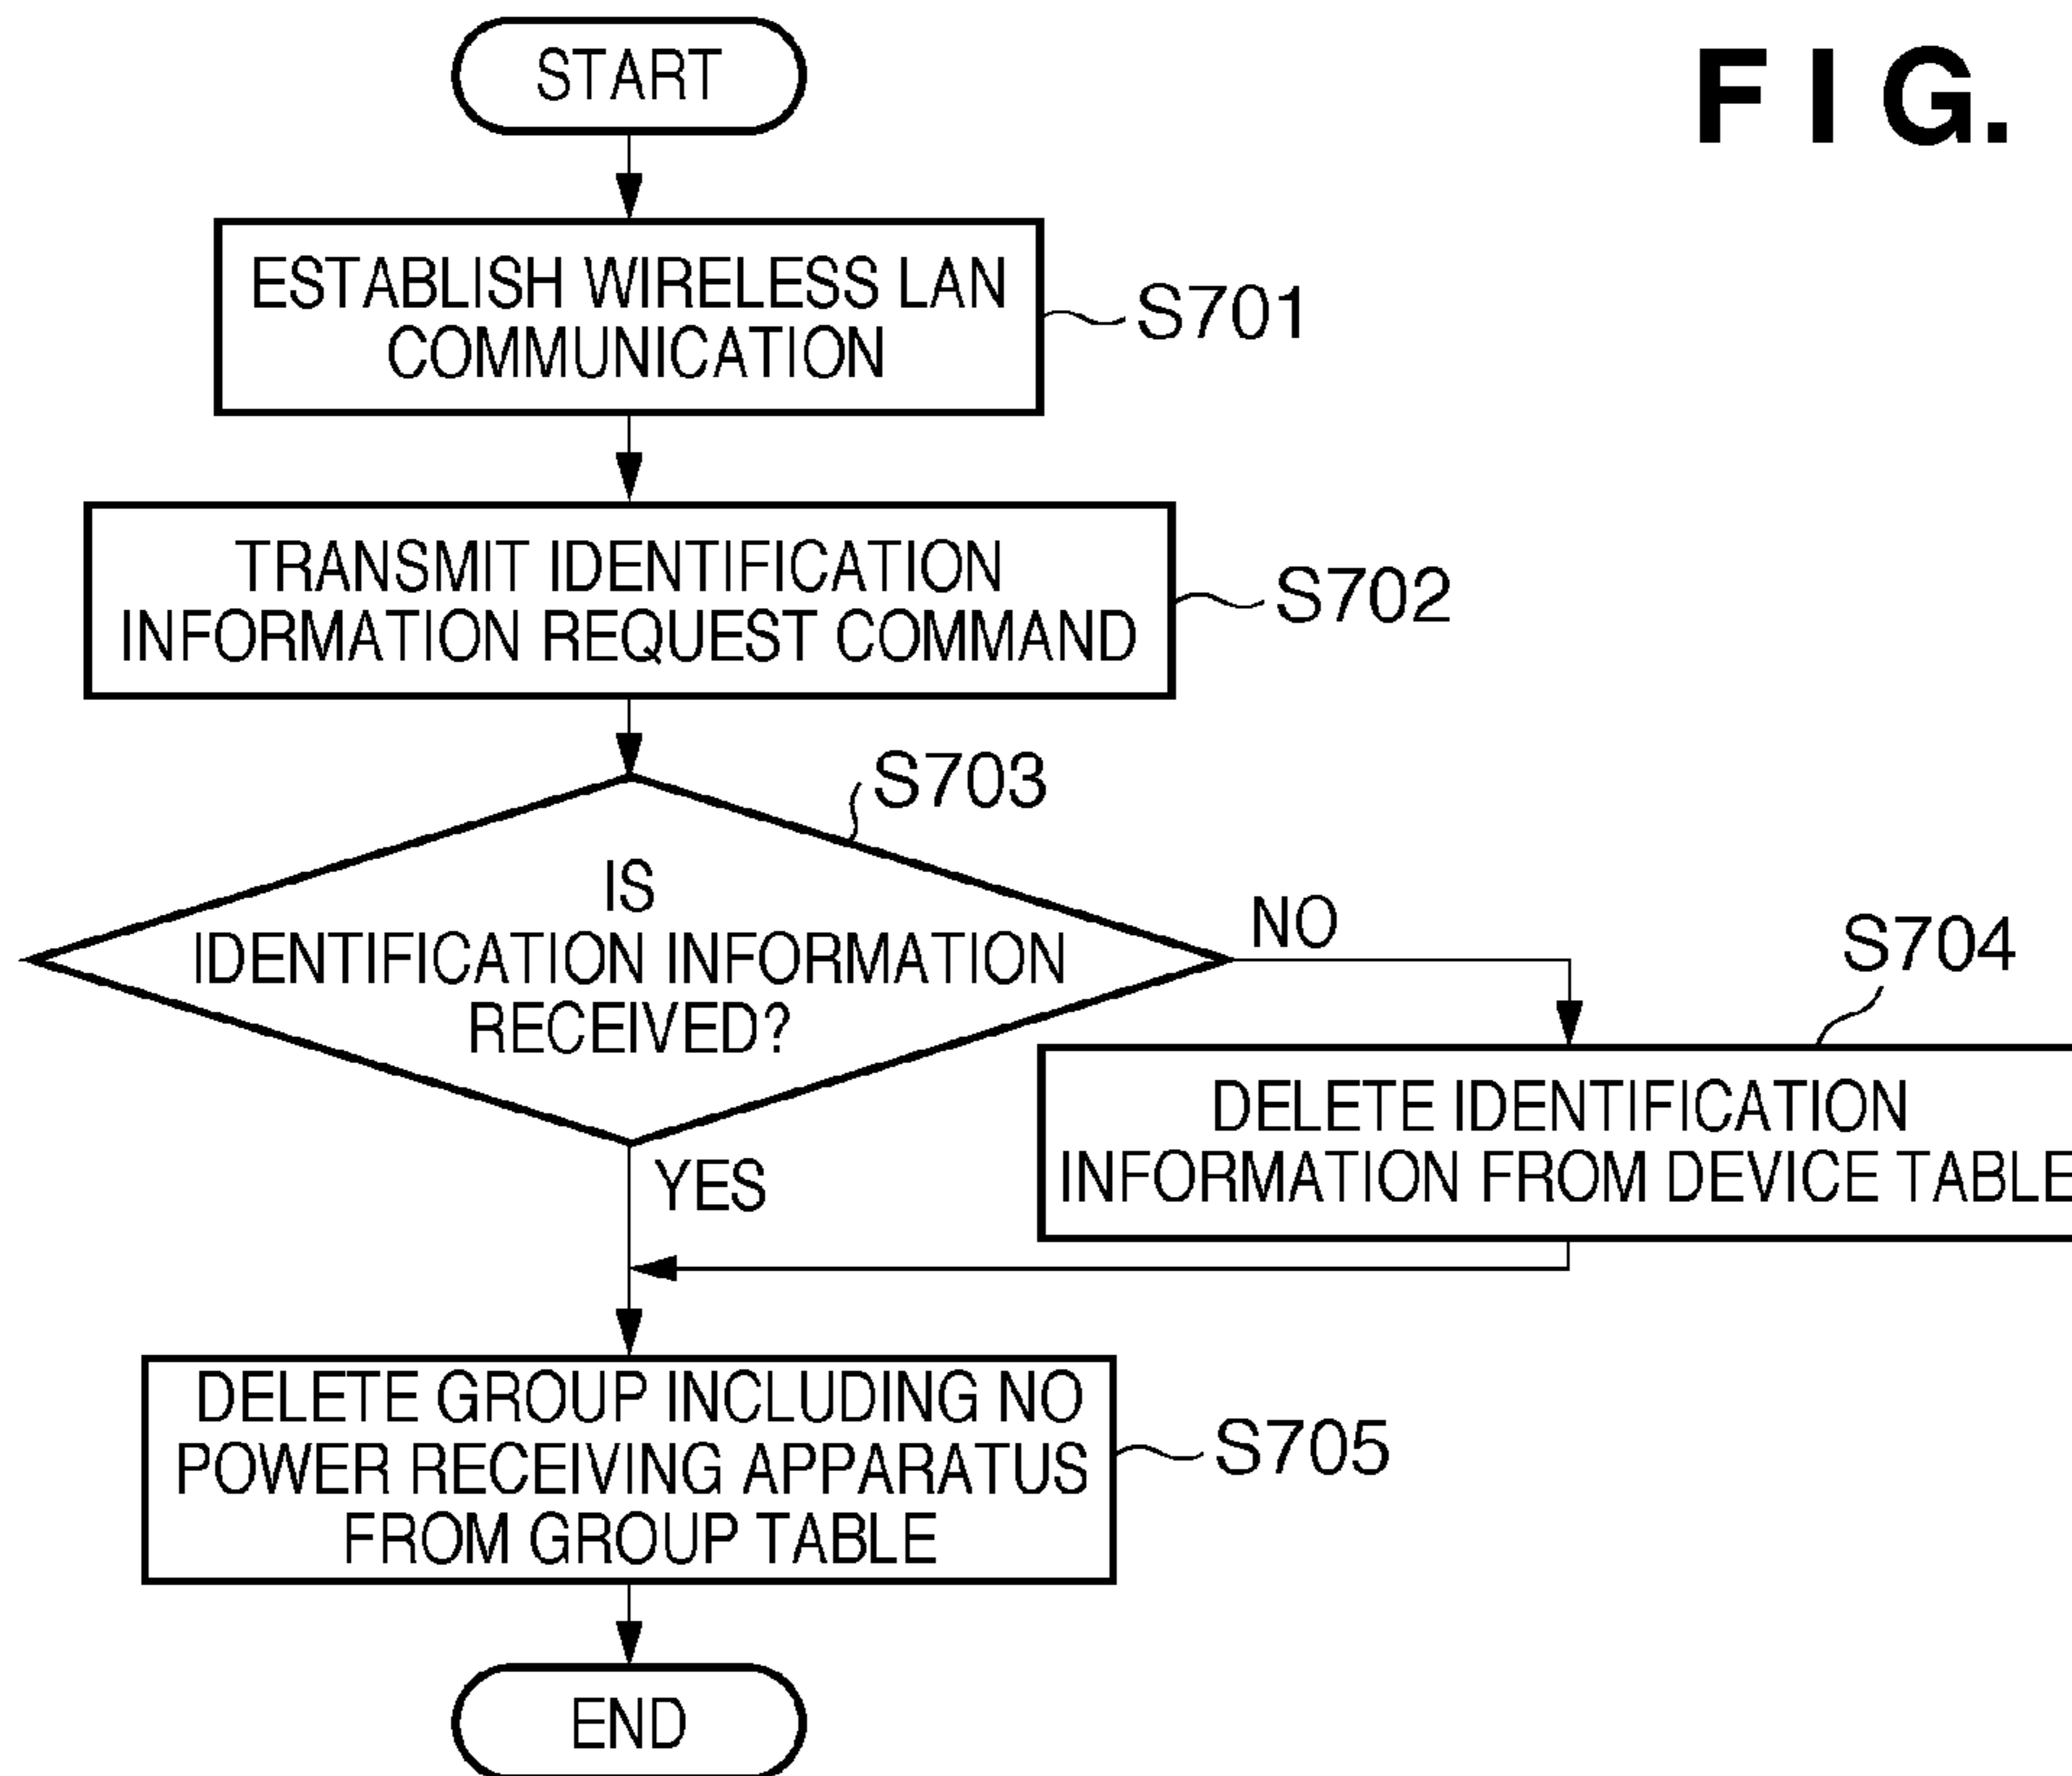 START
FIG.
ESTABLISH WIRELESS LAN
COMMUNICATION
S701
TRANSMIT IDENTIFICATION
INFORMATION REQUEST COMMAND
S702
S703
IS
IDENTIFICATION INFORMATION
RECEIVED?
NO
S704
DELETE IDENTIFICATION
INFORMATION FROM DEVICE TABLE
YES
DELETE GROUP INCLUDING NO
POWER RECEIVING APPARATUS
FROM GROUP TABLE
S705
END